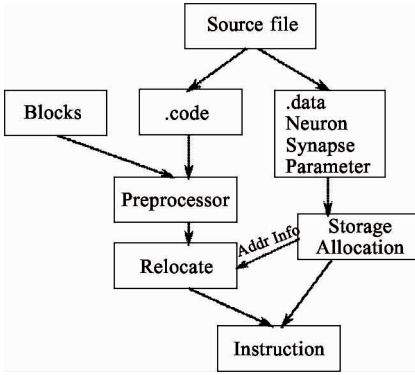 Source file
Blocks
.code
.data
Neuron
Synapse
Parameter
Preprocessor
Addr Info
Storage
Allocation
Relocate
Instruction